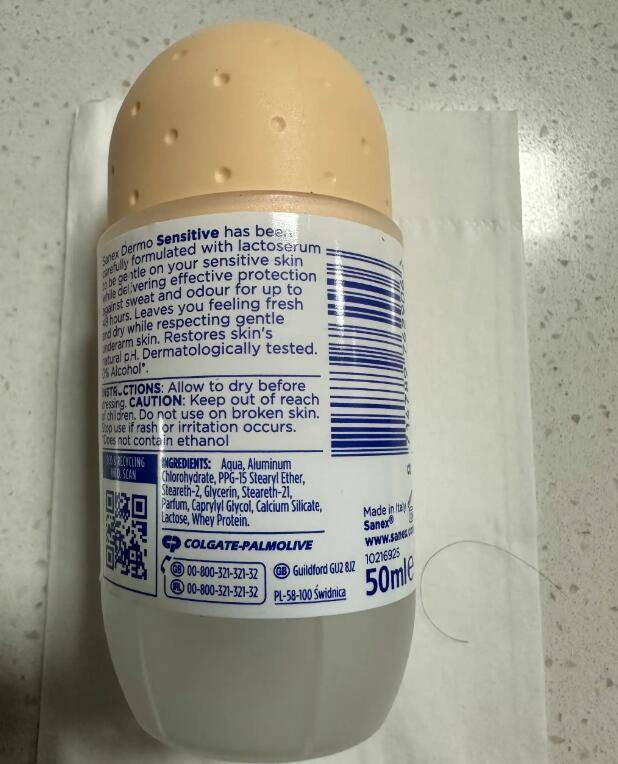 Sanex Dermo Sensitive has been
carefully formulated with lactoserum
to be gentle on your sensitive skin
while delivering effective protection
against sweat and odour for up to
48 hours. Leaves you feeling fresh
and dry while respecting gentle
underarm skin. Restores skin's
natural pH. Dermatologically tested.
0% Alcohol*.
INSTRUCTIONS: Allow to dry before
dressing. CAUTION: Keep out of reach
of children. Do not use on broken skin.
Stop use if rash or irritation occurs.
*Does not contain ethanol
RECYCLING
SCAN
INGREDIENTS: Aqua, Aluminum
Chlorohydrate, PPG-15 Stearyl Ether,
Steareth-2, Glycerin, Steareth-21,
Parfum, Caprylyl Glycol, Calcium Silicate,
Lactose, Whey Protein.
CP COLGATE-PALMOLIVE
GB 00-800-321-321-32
IRL 00-800-321-321-32
GB Guildford GU2 8JZ
PL-58-100 Świdnica
Made in Italy
Sanex®
www.sanex.com
10216925
50ml e